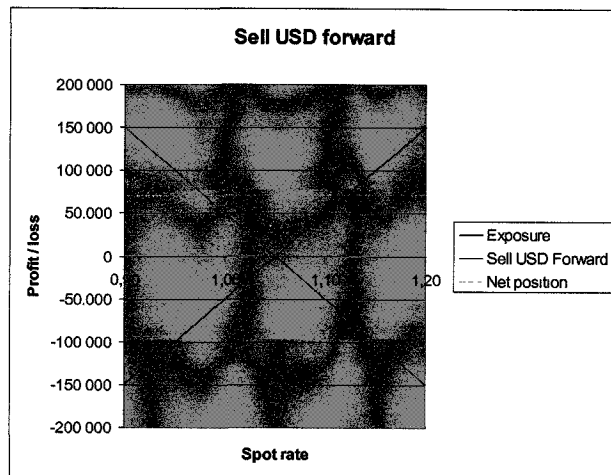 Sell USD forward
200 000
150 000
100 000
50 000
0
-50 000
-100 000
-150 000
-200 000
Profit / loss
1,20
Spot rate
Exposure
Sell USD Forward
Net position